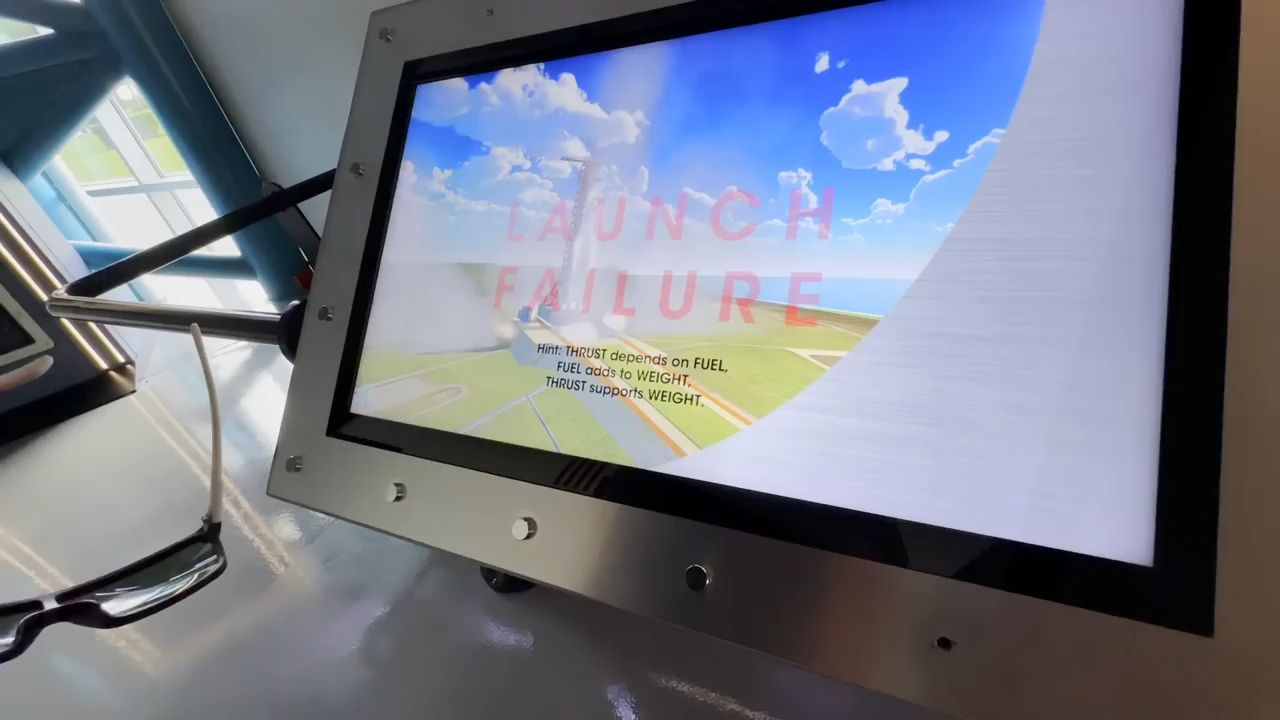 LAUNCH
FAILURE
Hint: THRUST depends on FUEL,
FUEL adds to WEIGHT,
THRUST supports WEIGHT.